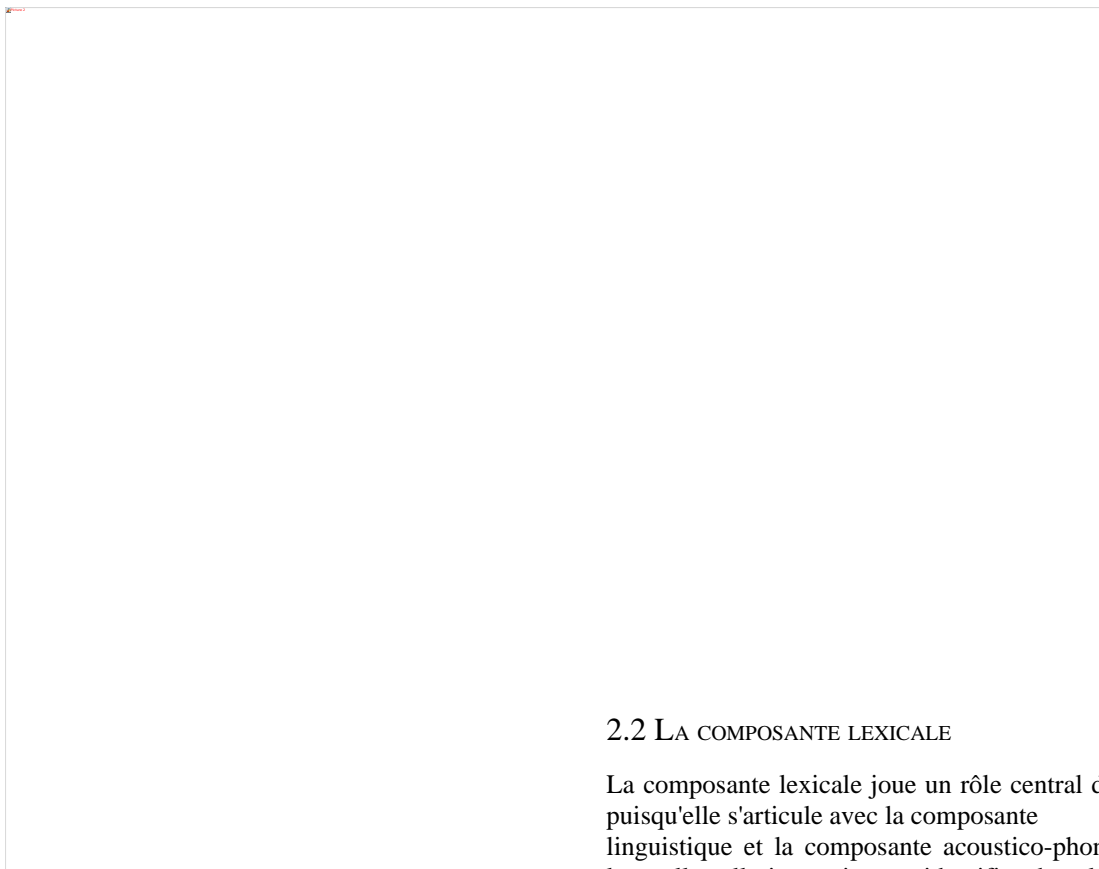 2.2 LA COMPOSANTE LEXICALE
La composante lexicale joue un rôle central
puisqu'elle s'articule avec la composante
linguistique et la composante acoustico-phon